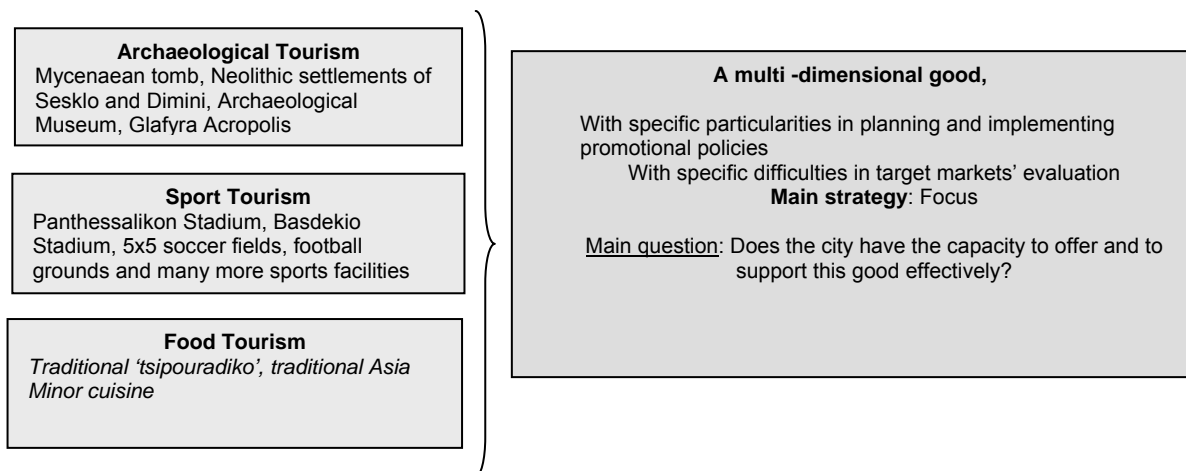 Archaeological Tourism
Mycenaean tomb, Neolithic settlements of
Sesklo and Dimini, Archaeological
Museum, Glafyra Acropolis
Sport Tourism
Panthessalikon Stadium, Basdekio
Stadium, 5x5 soccer fields, football
grounds and many more sports facilities
Food Tourism
Traditional ‘tsipouradiko’, traditional Asia
Minor cuisine
A multi -dimensional good,
With specific particularities in planning and implementing
promotional policies
With specific difficulties in target markets’ evaluation
Main strategy: Focus
Main question: Does the city have the capacity to offer and to
support this good effectively?